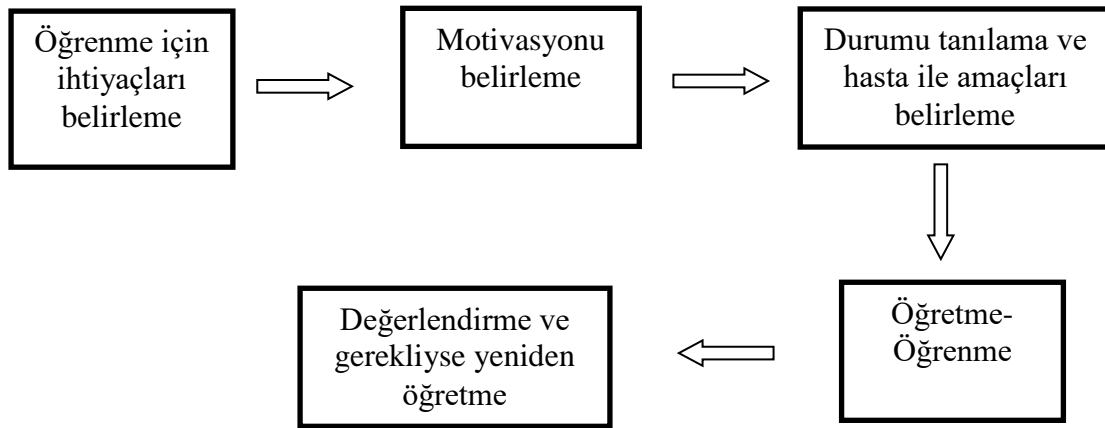 Öğrenme için
ihtiyaçları
belirleme
Motivasyonu
belirleme
Durumu tanılama ve
hasta ile amaçları
belirleme
Öğretme-
Öğrenme
Değerlendirme ve
gerekliyse yeniden
öğretme